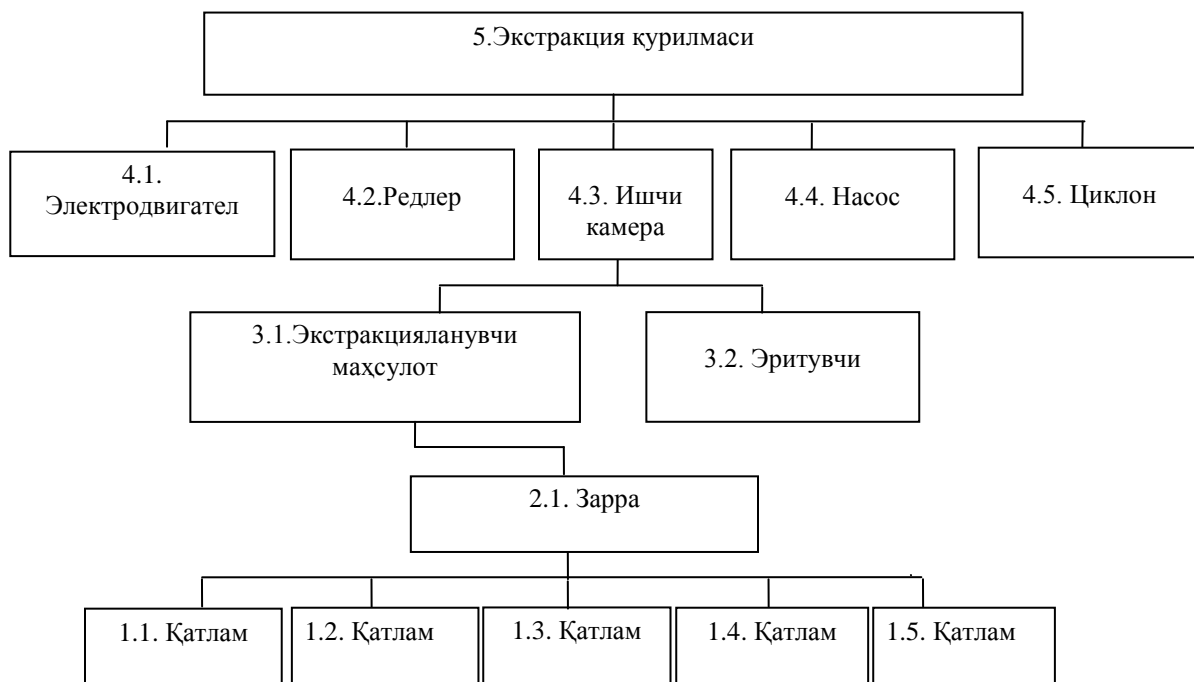 5.Экстракция қурилмаси
4.1.
Электродвигател
4.2.Редлер
4.3. Ишчи
камера
4.4. Насос
4.5. Циклон
3.1.Экстракцияланувчи
маҳсулот
3.2. Эритувчи
2.1. Зарра
1.1. Қатлам
1.2. Қатлам
1.3. Қатлам
1.4. Қатлам
1.5. Қатлам